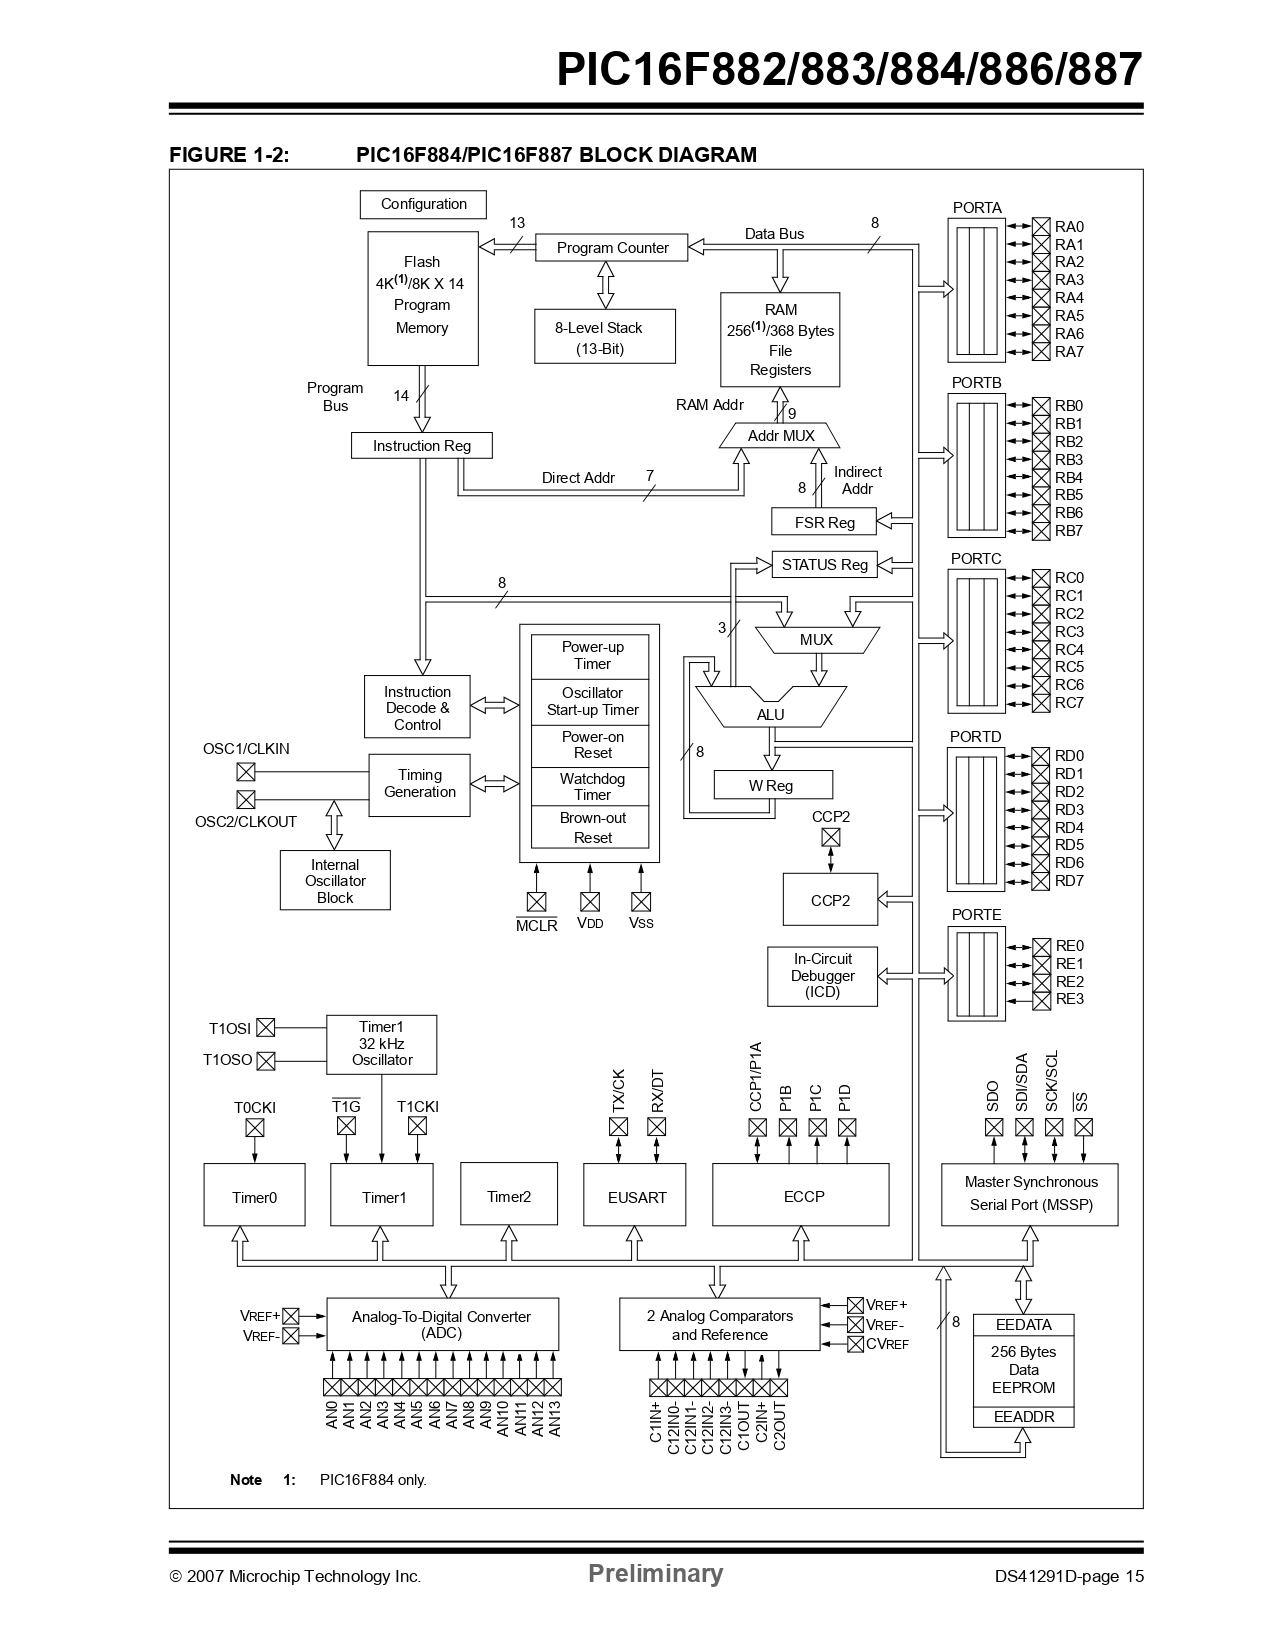 PIC16F882/883/884/886/887
FIGURE 1-2: PIC16F884/PIC16F887 BLOCK DIAGRAM
Configuration
Flash
4K(1)/8K X 14
Program
Memory
13
Program Counter
8-Level Stack
(13-Bit)
Data Bus
8
RAM
256(1)/368 Bytes
File
Registers
Program
Bus
14
RAM Addr
9
Addr MUX
Instruction Reg
Direct Addr
7
8
Indirect
Addr
FSR Reg
STATUS Reg
8
3
MUX
ALU
8
W Reg
Power-up
Timer
Oscillator
Start-up Timer
Power-on
Reset
Watchdog
Timer
Brown-out
Reset
Instruction
Decode &
Control
OSC1/CLKIN
OSC2/CLKOUT
Timing
Generation
Internal
Oscillator
Block
MCLR
VDD
VSS
CCP2
CCP2
In-Circuit
Debugger
(ICD)
PORTA
RA0
RA1
RA2
RA3
RA4
RA5
RA6
RA7
PORTB
RB0
RB1
RB2
RB3
RB4
RB5
RB6
RB7
PORTC
RC0
RC1
RC2
RC3
RC4
RC5
RC6
RC7
PORTD
RD0
RD1
RD2
RD3
RD4
RD5
RD6
RD7
PORTE
RE0
RE1
RE2
RE3
T1OSI
T1OSO
Timer1
32 kHz
Oscillator
T0CKI
T1G
T1CKI
TX/CK
RX/DT
CCP1/P1A
P1B
P1C
P1D
SDO
SDI/SDA
SCK/SCL
SS
Timer0
Timer1
Timer2
EUSART
ECCP
Master Synchronous
Serial Port (MSSP)
VREF+
VREF-
Analog-To-Digital Converter
(ADC)
AN0
AN1
AN2
AN3
AN4
AN5
AN6
AN7
AN8
AN9
AN10
AN11
AN12
AN13
2 Analog Comparators
and Reference
VREF+
VREF-
CVREF
C1IN+
C12IN0-
C12IN1-
C12IN2-
C12IN3-
C1OUT
C2IN+
C2OUT
8
EEDATA
256 Bytes
Data
EEPROM
EEADDR
Note 1: PIC16F884 only.
© 2007 Microchip Technology Inc.
Preliminary
DS41291D-page 15